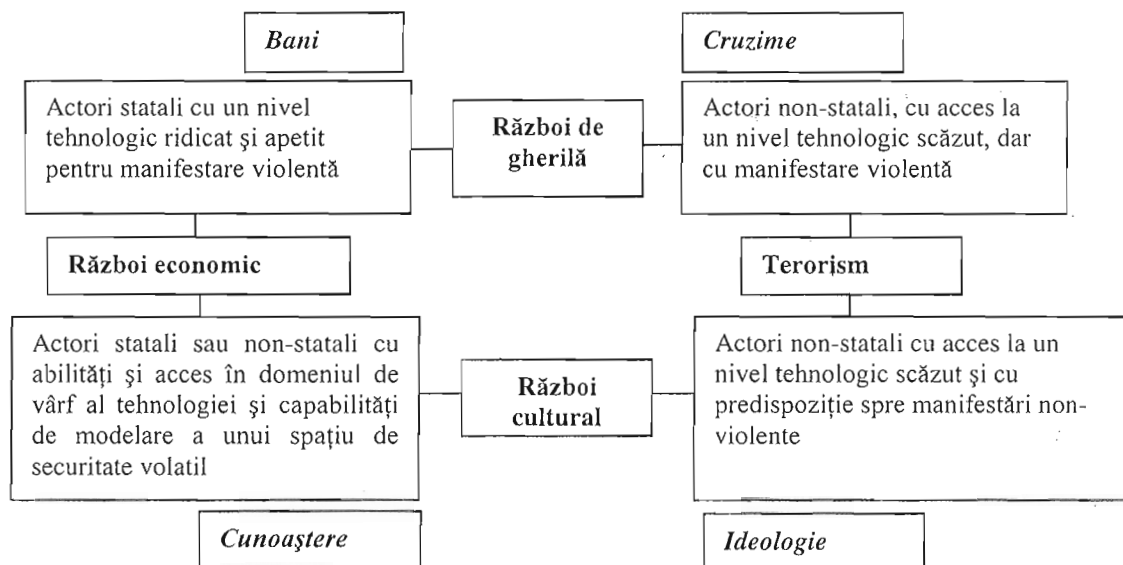 Bani
Cruzime
Actori statali cu un nivel
tehnologic ridicat şi apetit
pentru manifestare violentă
Război de
gherilă
Actori non-statali, cu acces la
un nivel tehnologic scăzut, dar
cu manifestare violentă
Război economic
Terorism
Actori statali sau non-statali cu
abilităţi şi acces în domeniul de
vârf al tehnologiei şi capabilităţi
de modelare a unui spaţiu de
securitate volatil
Război
cultural
Actori non-statali cu acces la un
nivel tehnologic scăzut şi cu
predispoziţie spre manifestări non-
violente
Cunoaştere
Ideologie